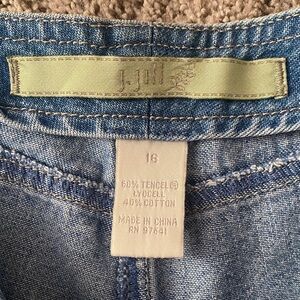 J.Jill
16
60% TENCEL®
LYOCELL
40% COTTON
MADE IN CHINA
RN 97641